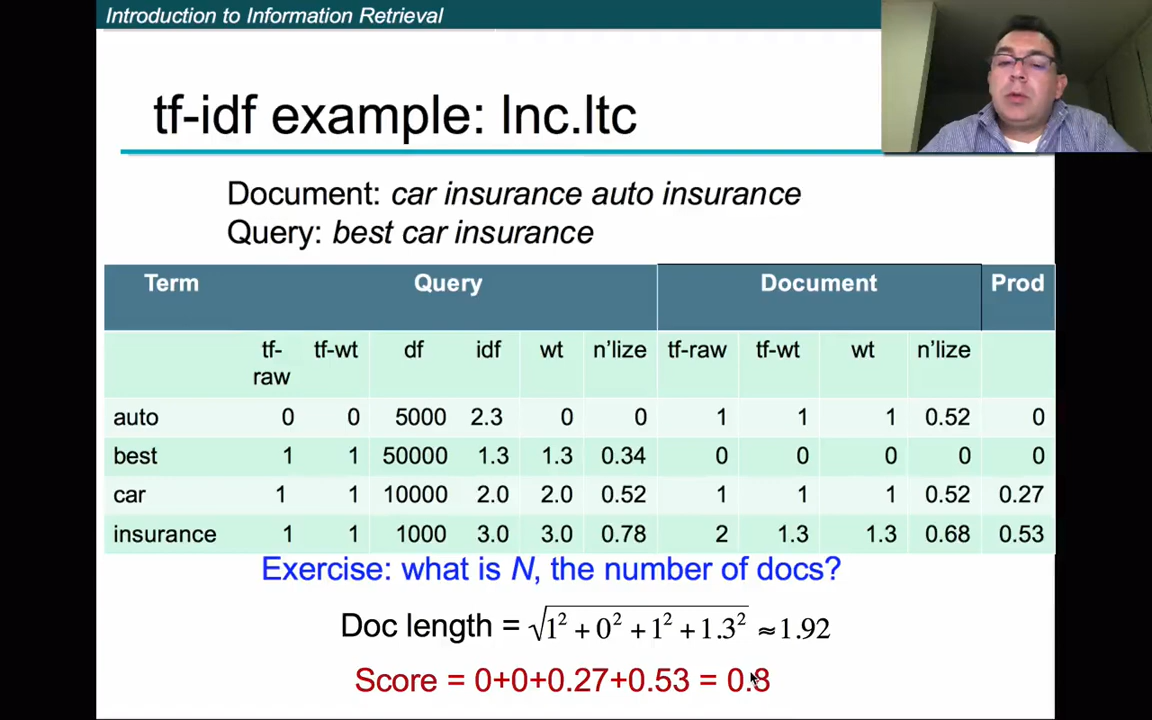 Introduction to Information Retrieval
tf-idf example: lnc.ltc
Document: car insurance auto insurance
Query: best car insurance
Term Query Document Prod
tf-raw tf-wt df idf wt n’lize tf-raw tf-wt wt n’lize
auto 0 0 5000 2.3 0 0 1 1 1 0.52 0
best 1 1 50000 1.3 1.3 0.34 0 0 0 0 0
car 1 1 10000 2.0 2.0 0.52 1 1 1 0.52 0.27
insurance 1 1 1000 3.0 3.0 0.78 2 1.3 1.3 0.68 0.53
Exercise: what is N, the number of docs?
Doc length = √1² + 0² + 1² + 1.3² ≈ 1.92
Score = 0+0+0.27+0.53 = 0.8